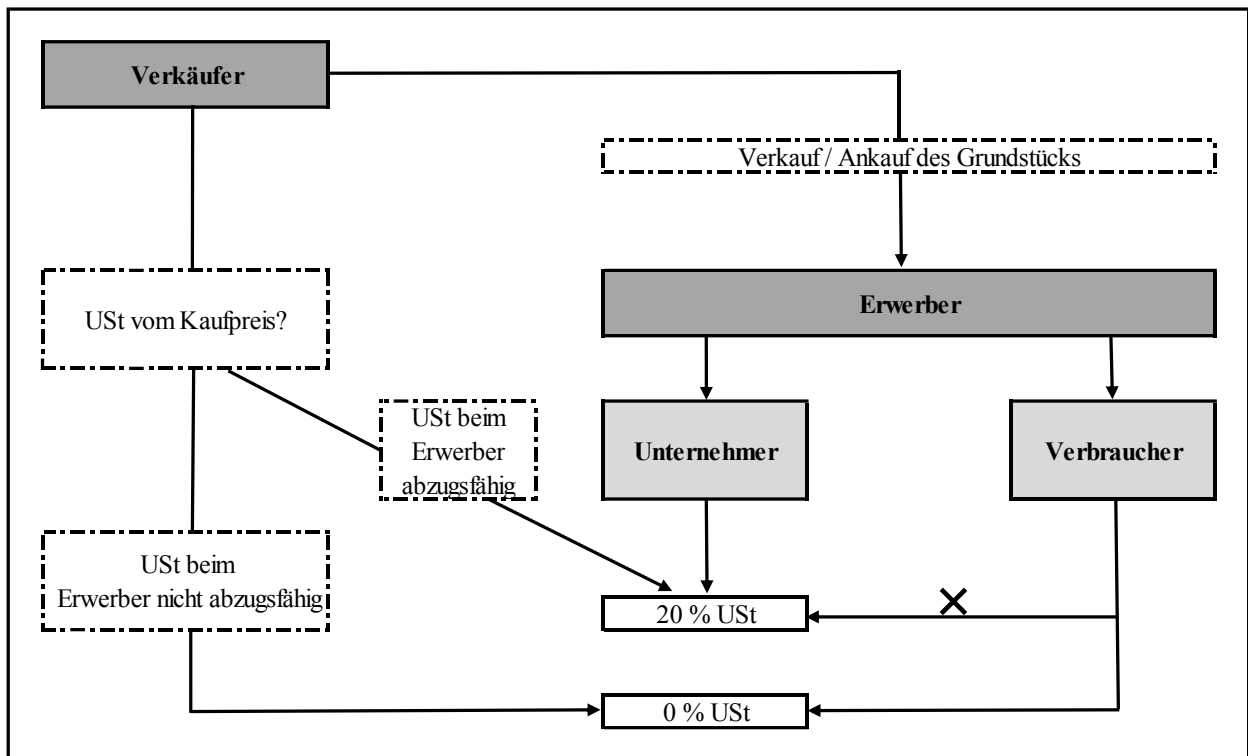 Verkäufer
Verkauf / Ankauf des Grundstücks
USt vom Kaufpreis?
Erwerber
USt beim
Erwerber
abzugsfähig
Unternehmer
Verbraucher
USt beim
Erwerber nicht abzugsfähig
20 % USt
0 % USt